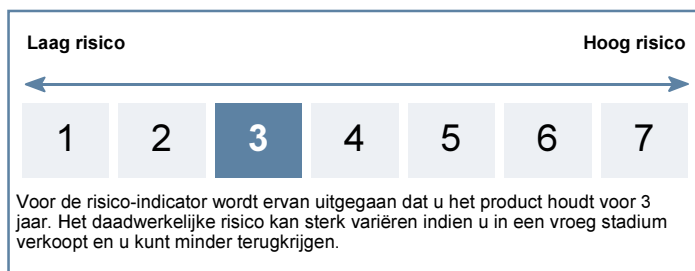 Laag risico Hoog risico
1 2 3 4 5 6 7
Voor de risico-indicator wordt ervan uitgegaan dat u het product houdt voor 3
jaar. Het daadwerkelijke risico kan sterk variëren indien u in een vroeg stadium
verkoopt en u kunt minder terugkrijgen.